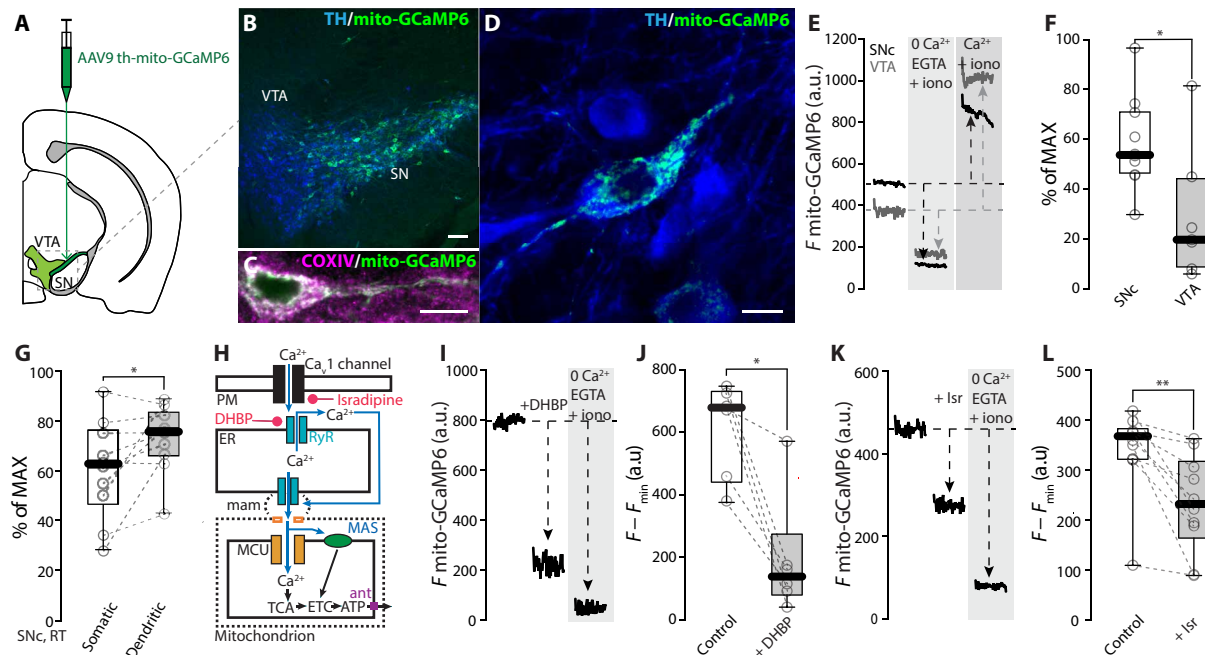 A
AAV9 th-mito-GCaMP6
VTA
SN
B
TH/mito-GCaMP6
VTA
SN
C
COXIV/mito-GCaMP6
D
TH/mito-GCaMP6
E
SNc
VTA
0 Ca2+
EGTA
+ iono
Ca2+
+ iono
F mito-GCaMP6 (a.u.)
1200
1000
800
600
400
200
0
F
*
% of MAX
100
80
60
40
20
0
SNc
VTA
G
*
% of MAX
100
80
60
40
20
0
SNc, RT
Somatic
Dendritic
H
Ca2+
Cav1 channel
PM
Isradipine
DHBP
Ca2+
RyR
ER
Ca2+
mam
MAS
MCU
Ca2+
ant
TCA
ETC
ATP
Mitochondrion
I
0 Ca2+
EGTA
+ iono
+DHBP
F mito-GCaMP6 (a.u.)
1000
800
600
400
200
0
J
*
F – Fmin (a.u)
800
600
400
200
0
Control
+ DHBP
K
0 Ca2+
EGTA
+ iono
+ Isr
F mito-GCaMP6 (a.u.)
600
400
200
0
L
**
F – Fmin (a.u)
500
400
300
200
100
0
Control
+ Isr